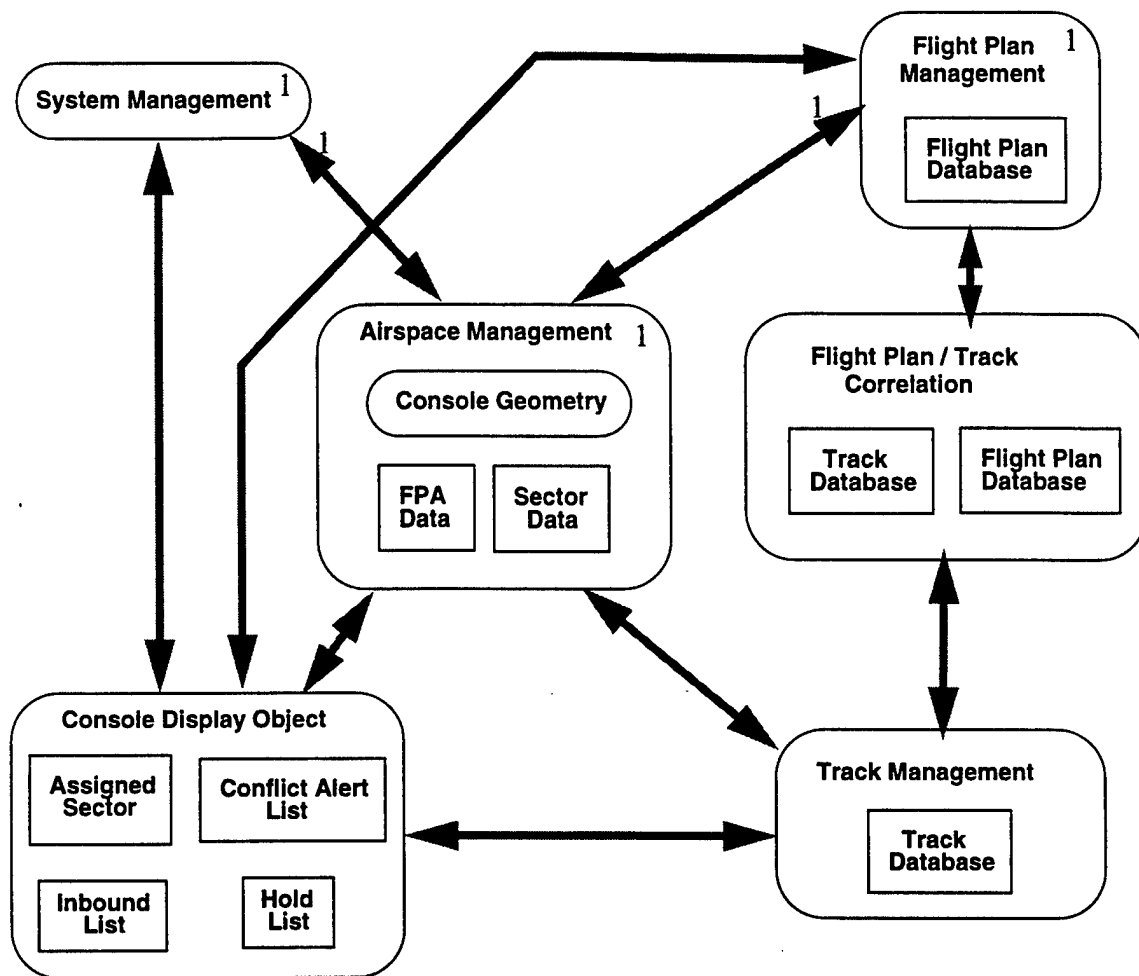 Flight Plan 1
Management
System Management 1
1
1
Flight Plan
Database
Airspace Management 1
Flight Plan / Track
Correlation
Console Geometry
Track
Database
Flight Plan
Database
FPA
Data
Sector
Data
Console Display Object
Assigned
Sector
Conflict Alert
List
Track Management
Track
Database
Inbound
List
Hold
List